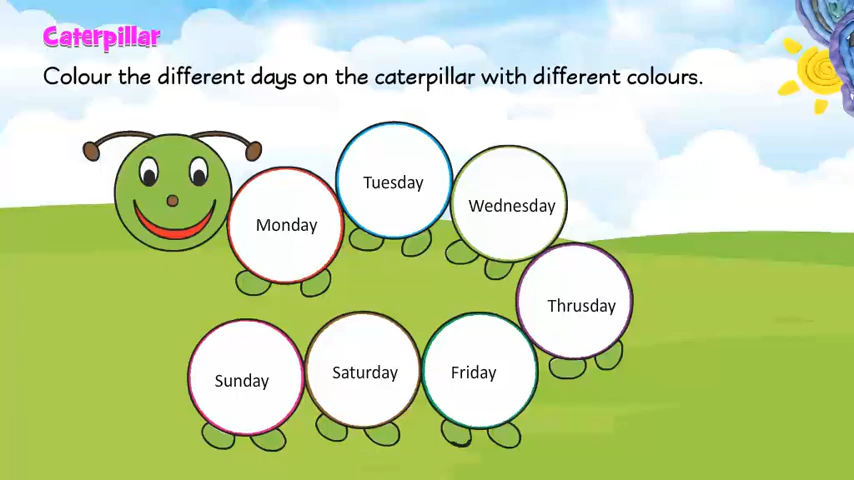 Caterpillar
Colour the different days on the caterpillar with different colours.
Monday
Tuesday
Wednesday
Thrusday
Friday
Saturday
Sunday